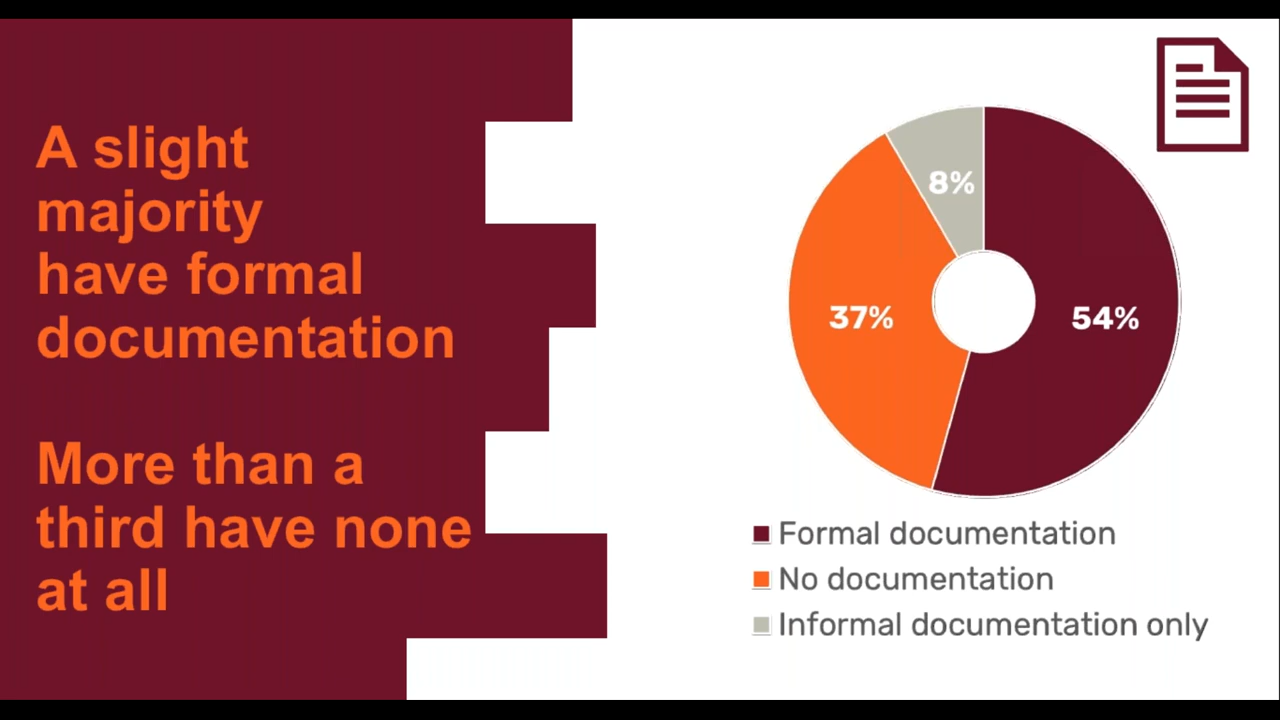 A slight
majority
have formal
documentation
More than a
third have none
at all
8%
37%
54%
Formal documentation
No documentation
Informal documentation only